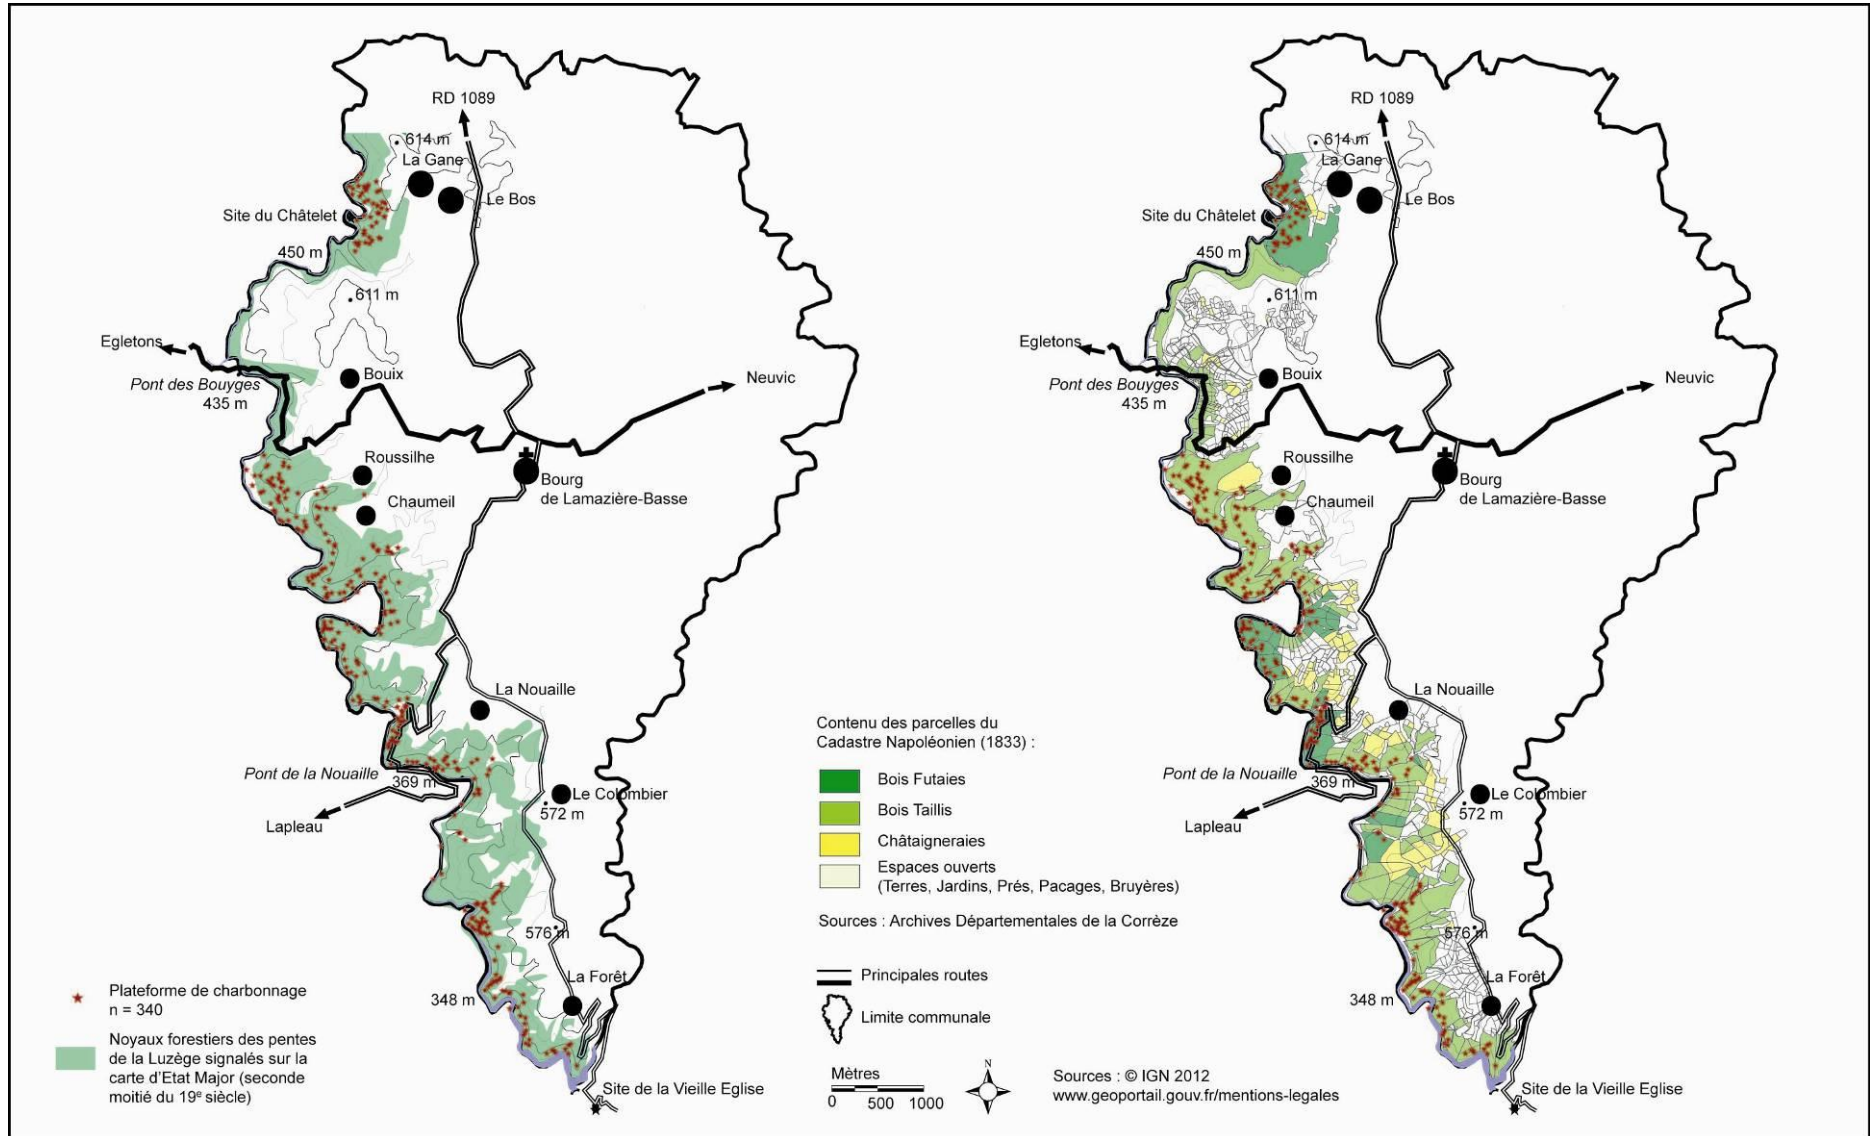 RD 1089
614 m
La Gane
Le Bos
Site du Châtelet
450 m
611 m
Egletons
Pont des Bouyges
435 m
Bouix
Neuvic
Roussilhe
Chaumeil
Bourg
de Lamazière-Basse
La Nouaille
Pont de la Nouaille
369 m
Lapleau
Le Colombier
572 m
576 m
La Forêt
348 m
Site de la Vieille Eglise
Plateforme de charbonnage
n = 340
Noyaux forestiers des pentes
de la Luzège signalés sur la
carte d'Etat Major (seconde
moitié du 19e siècle)
Contenu des parcelles du
Cadastre Napoléonien (1833) :
Bois Futaies
Bois Taillis
Châtaigneraies
Espaces ouverts
(Terres, Jardins, Prés, Pacages, Bruyères)
Sources : Archives Départementales de la Corrèze
Principales routes
Limite communale
Mètres
0 500 1000
N
Sources : © IGN 2012
www.geoportail.gouv.fr/mentions-legales
RD 1089
614 m
La Gane
Le Bos
Site du Châtelet
450 m
611 m
Egletons
Pont des Bouyges
435 m
Bouix
Neuvic
Roussilhe
Chaumeil
Bourg
de Lamazière-Basse
La Nouaille
Pont de la Nouaille
369 m
Lapleau
Le Colombier
572 m
576 m
La Forêt
348 m
Site de la Vieille Eglise